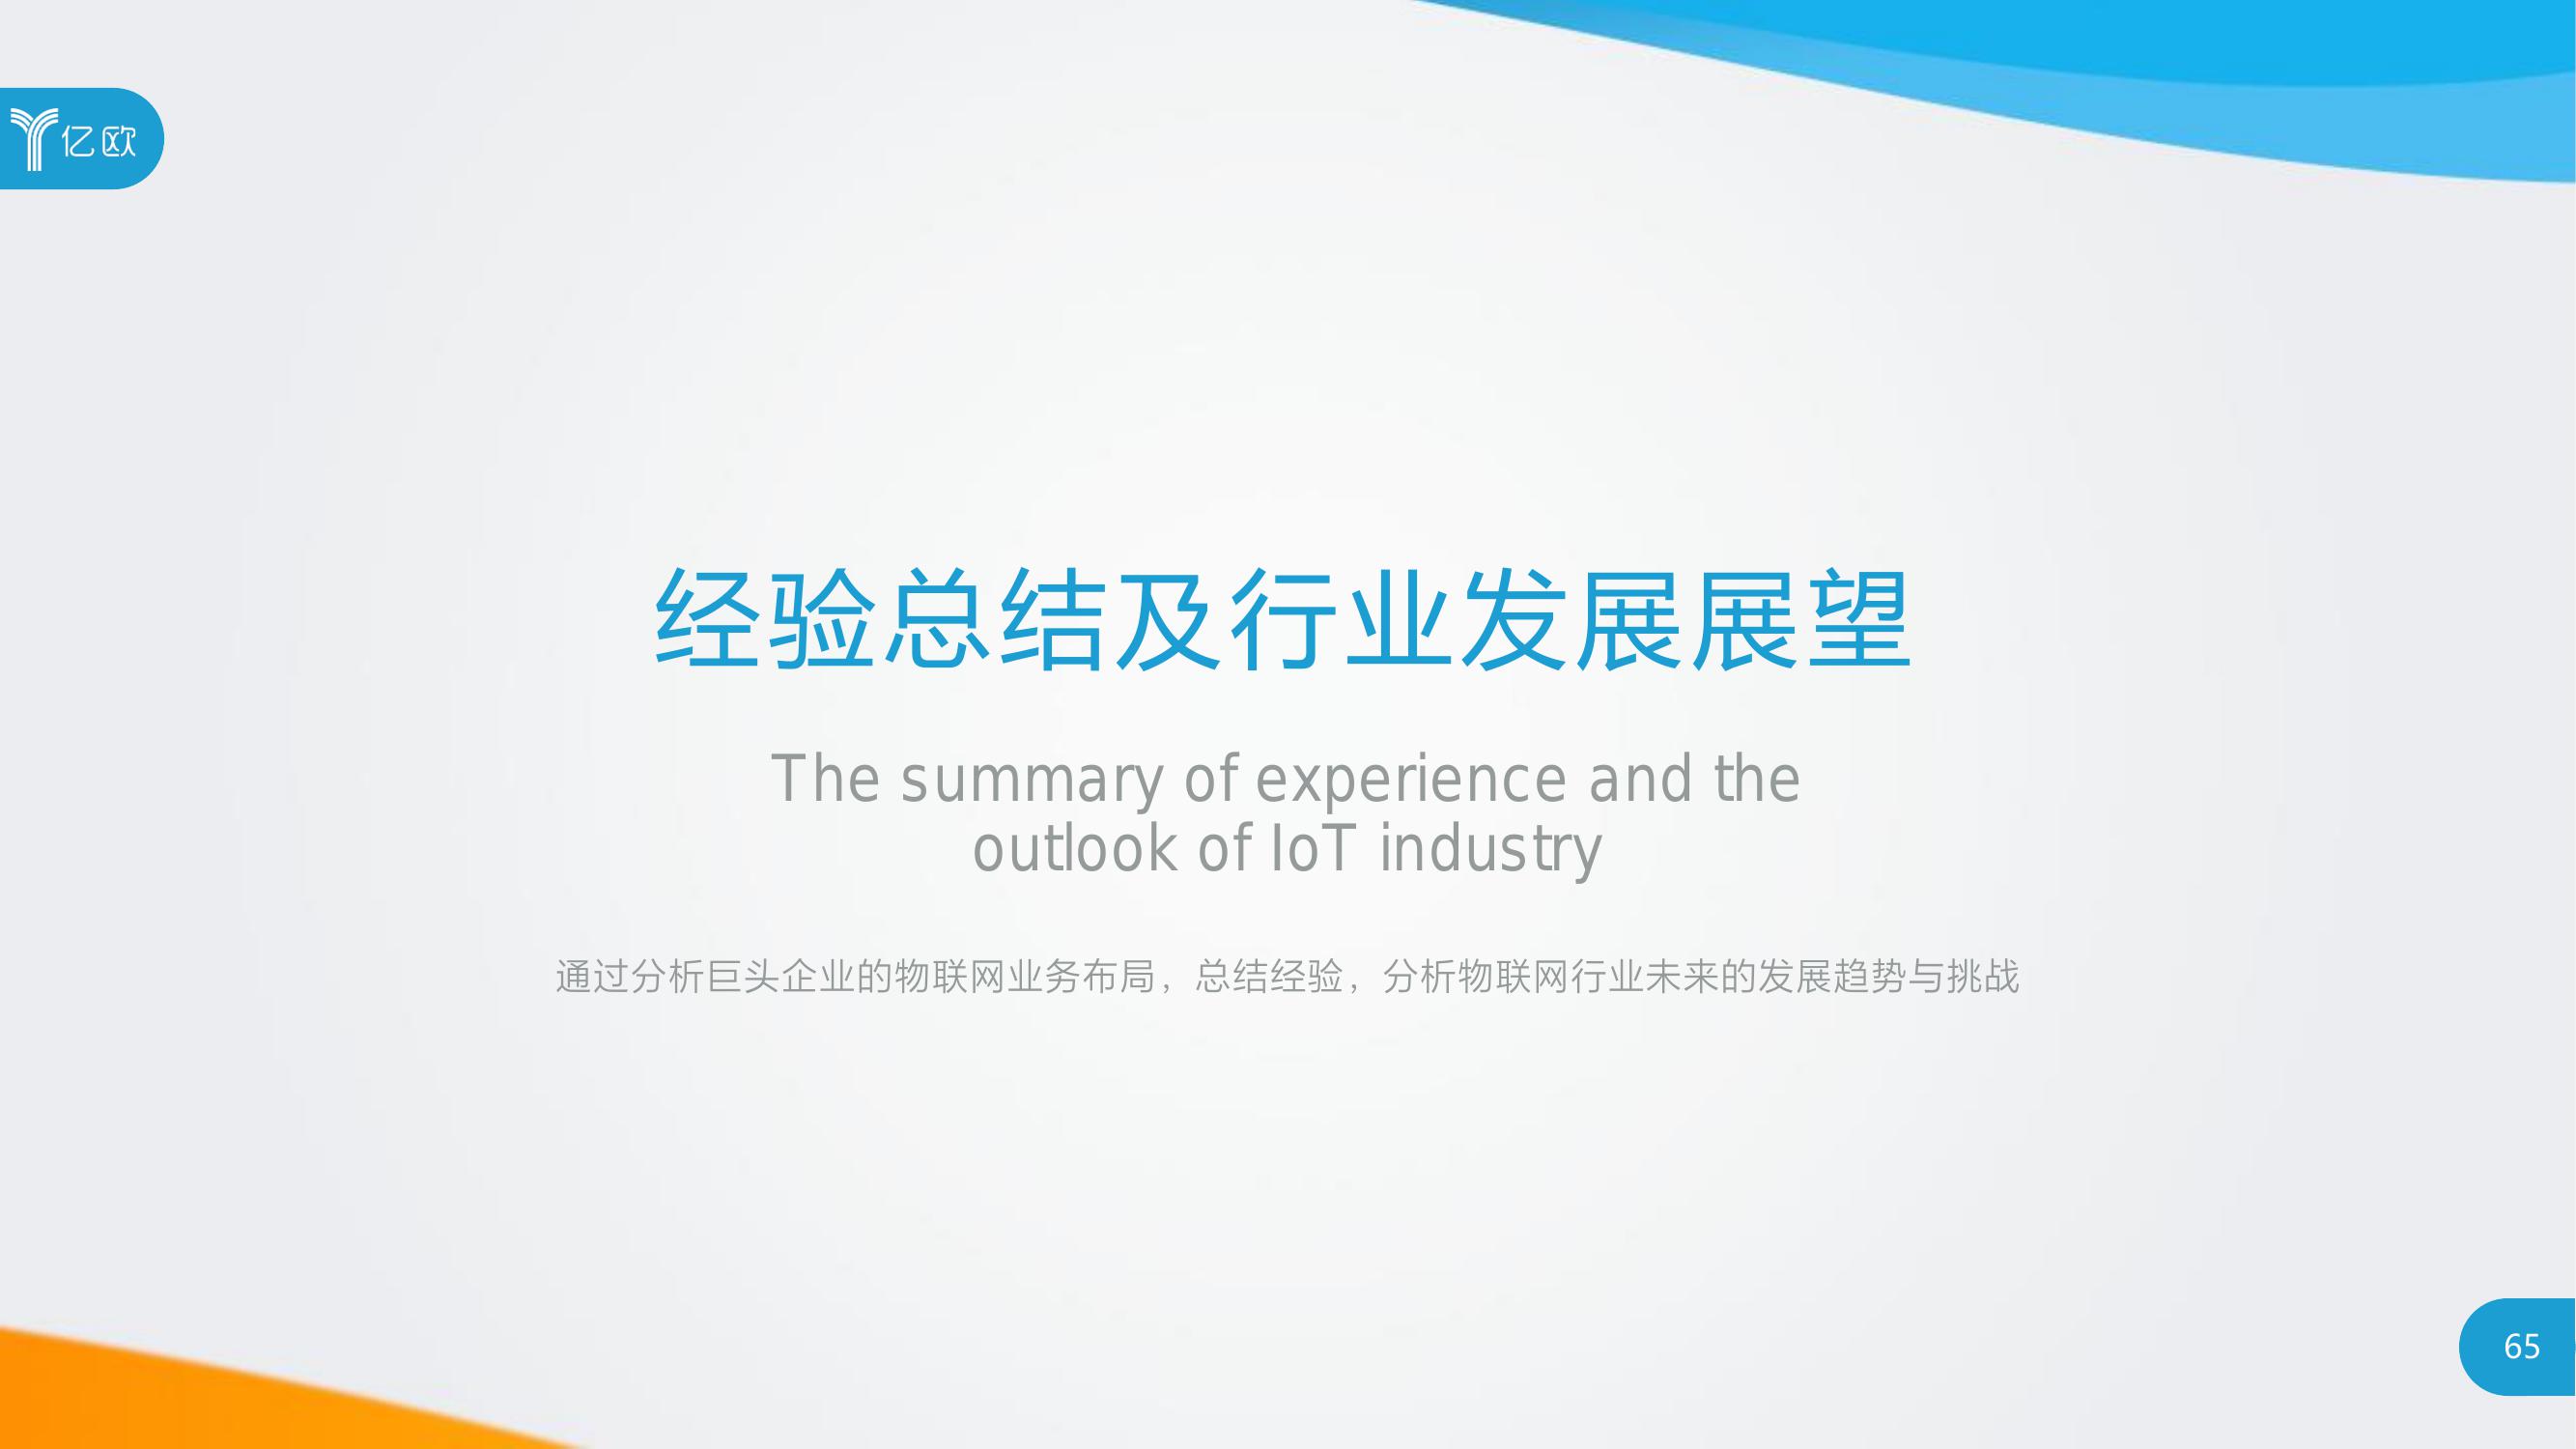 亿欧
经验总结及行业发展展望
The summary of experience and the
outlook of IoT industry
通过分析巨头企业的物联网业务布局，总结经验，分析物联网行业未来的发展趋势与挑战
65